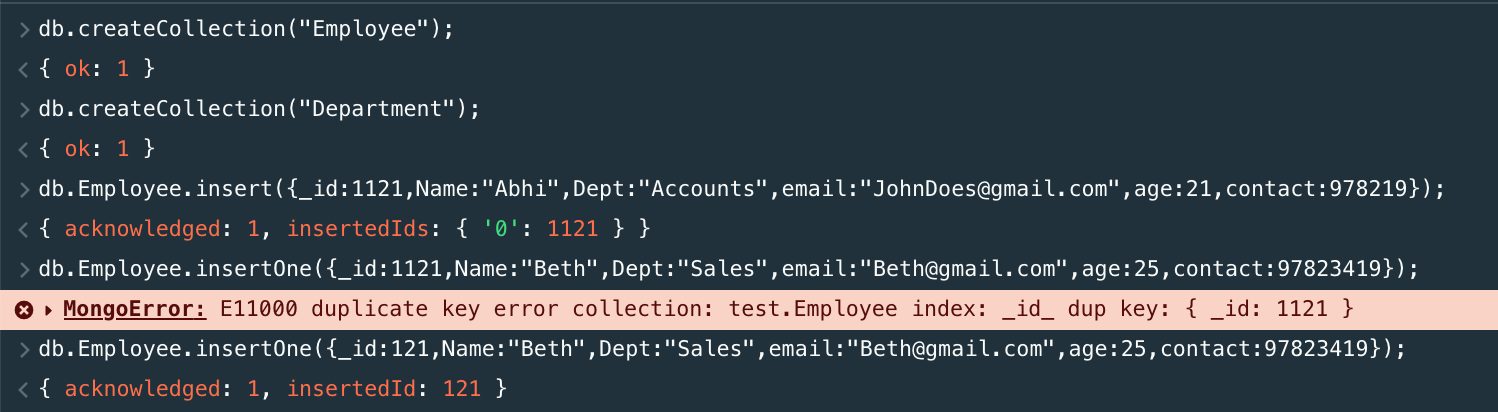 > db.createCollection("Employee");
< { ok: 1 }
> db.createCollection("Department");
< { ok: 1 }
> db.Employee.insert({_id:1121,Name:"Abhi",Dept:"Accounts",email:"JohnDoes@gmail.com",age:21,contact:978219});
< { acknowledged: 1, insertedIds: { '0': 1121 } }
> db.Employee.insertOne({_id:1121,Name:"Beth",Dept:"Sales",email:"Beth@gmail.com",age:25,contact:97823419});
MongoError: E11000 duplicate key error collection: test.Employee index: _id_ dup key: { _id: 1121 }
> db.Employee.insertOne({_id:121,Name:"Beth",Dept:"Sales",email:"Beth@gmail.com",age:25,contact:97823419});
< { acknowledged: 1, insertedId: 121 }